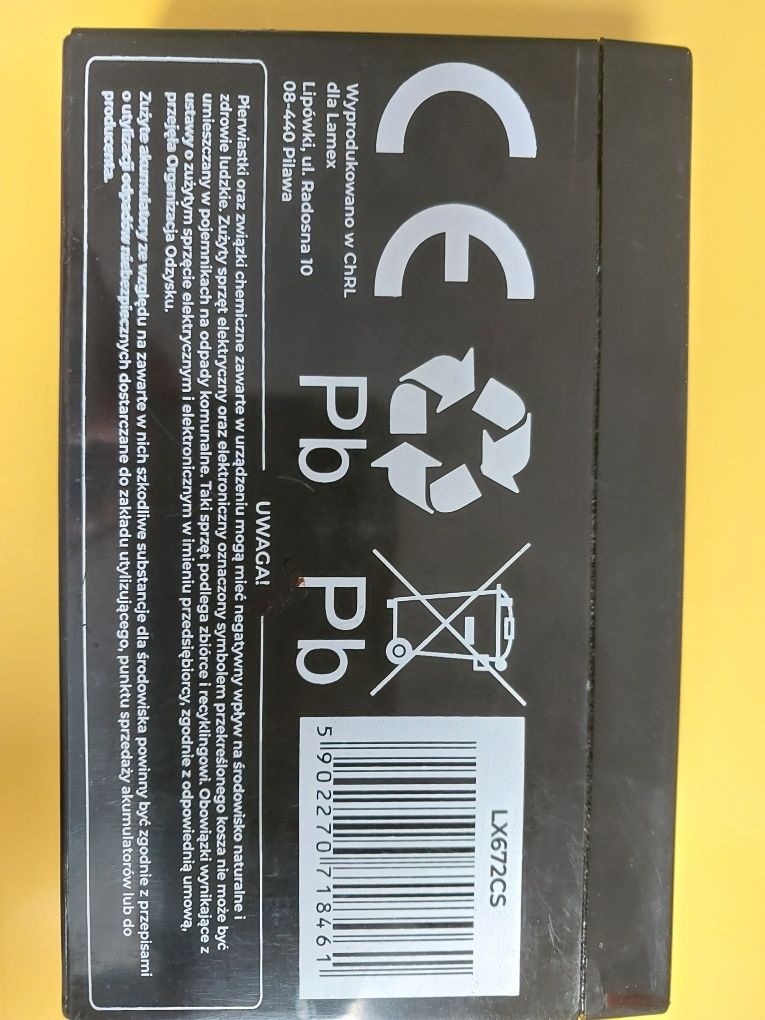 CE
Wyprodukowano w ChRL
dla Lamex
Lipówki, ul. Radosna 10
08-440 Pilawa
Pb
Pb
LX672CS
5902270718461
UWAGA!
Pierwiastki oraz związki chemiczne zawarte w urządzeniu mogą mieć negatywny wpływ na środowisko naturalne i
zdrowie ludzkie. Zużyty sprzęt elektryczny oraz elektroniczny oznaczony symbolem przekreślonego kosza nie może być
umieszczany w pojemnikach na odpady komunalne. Taki sprzęt podlega zbiórce i recyklingowi. Obowiązki wynikające z
ustawy o zużytym sprzęcie elektrycznym i elektronicznym w imieniu przedsiębiorcy, zgodnie z odpowiednią umową,
przejęła Organizacja Odzysku.
Zużyte akumulatory ze względu na zawarte w nich szkodliwe substancje dla środowiska powinny być zgodnie z przepisami
o utylizacji odpadów niebezpiecznych dostarczane do zakładu utylizującego, punktu sprzedaży akumulatorów lub do
producenta.